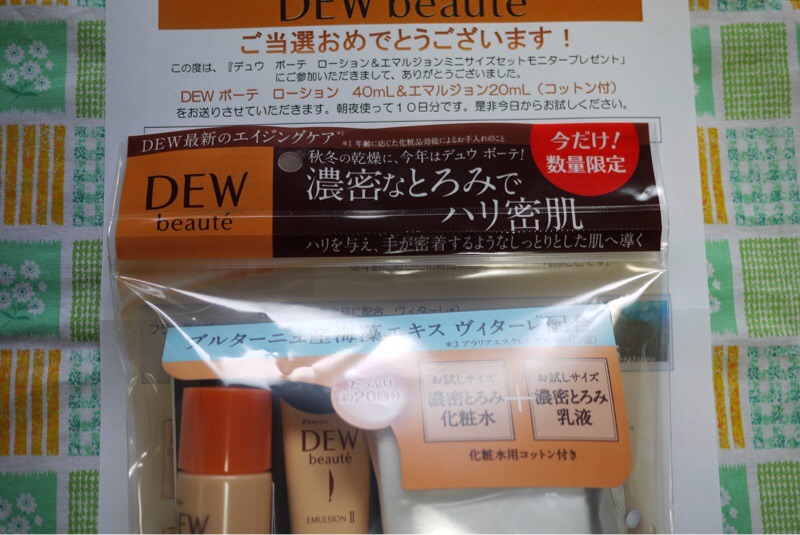 DEW beauté
ご当選おめでとうございます！
この度は、『デュウ ボーテ ローション＆エマルジョンミニサイズセットモニタープレゼント』
にご参加いただきまして、ありがとうございました。
DEW ボーテ ローション 40mL＆エマルジョン20mL（コットン付）
をお送りさせていただきます。朝夜使って１０日分です。是非今日からお試しください。
DEW最新のエイジングケア*1
*1 年齢に応じた化粧品効能によるお手入れのこと
今だけ!
数量限定
DEW
beauté
秋冬の乾燥に、今年はデュウ ボーテ!
濃密なとろみで
ハリ密肌
ハリを与え、手が密着するようなしっとりとした肌へ導く
ブルターニュ産海藻エキス ヴィターレ配合
たっぷり
約20回分
お試しサイズ
濃密とろみ
化粧水
+
お試しサイズ
濃密とろみ
乳液
化粧水用コットン付き
Kanebo
DEW
beauté
EMULSION II
DEW